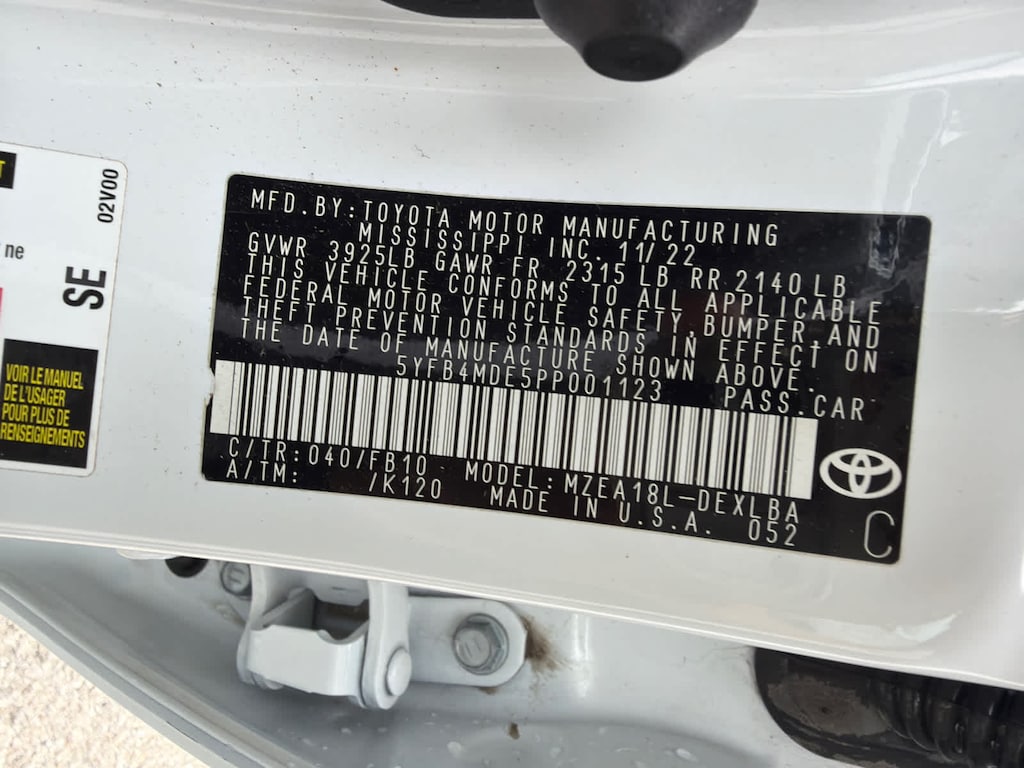 T
02V00
ne
SE
VOIR LE MANUEL
DE L'USAGER
POUR PLUS DE
RENSEIGNEMENTS
MFD.BY:TOYOTA MOTOR MANUFACTURING
MISSISSIPPI INC. 11/22
GVWR 3925LB GAWR FR 2315 LB RR 2140 LB
THIS VEHICLE CONFORMS TO ALL APPLICABLE
FEDERAL MOTOR VEHICLE SAFETY,BUMPER,AND
THEFT PREVENTION STANDARDS IN EFFECT ON
THE DATE OF MANUFACTURE SHOWN ABOVE.
5YFB4MDE5PP001123 PASS.CAR
C/TR:040/FB10 MODEL:MZEA18L-DEXLBA
A/TM: /K120 MADE IN U.S.A. 052
C